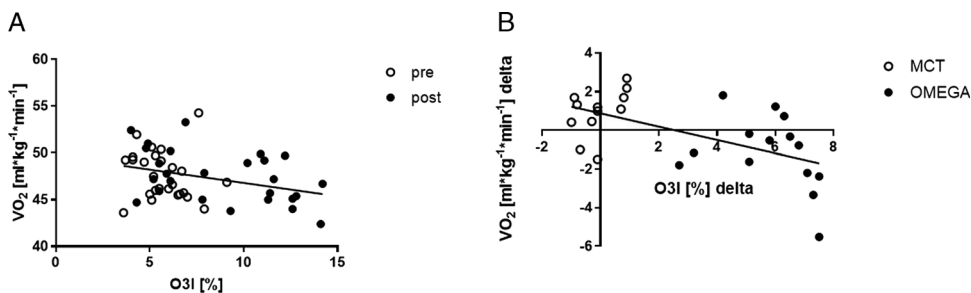 A
VO₂ [ml*kg⁻¹*min⁻¹]
60
55
50
45
40
0
5
10
15
O3I [%]
pre
post
B
VO₂ [ml*kg⁻¹*min⁻¹] delta
4
2
-2
-6
-2
2
4
6
8
O3I [%] delta
MCT
OMEGA